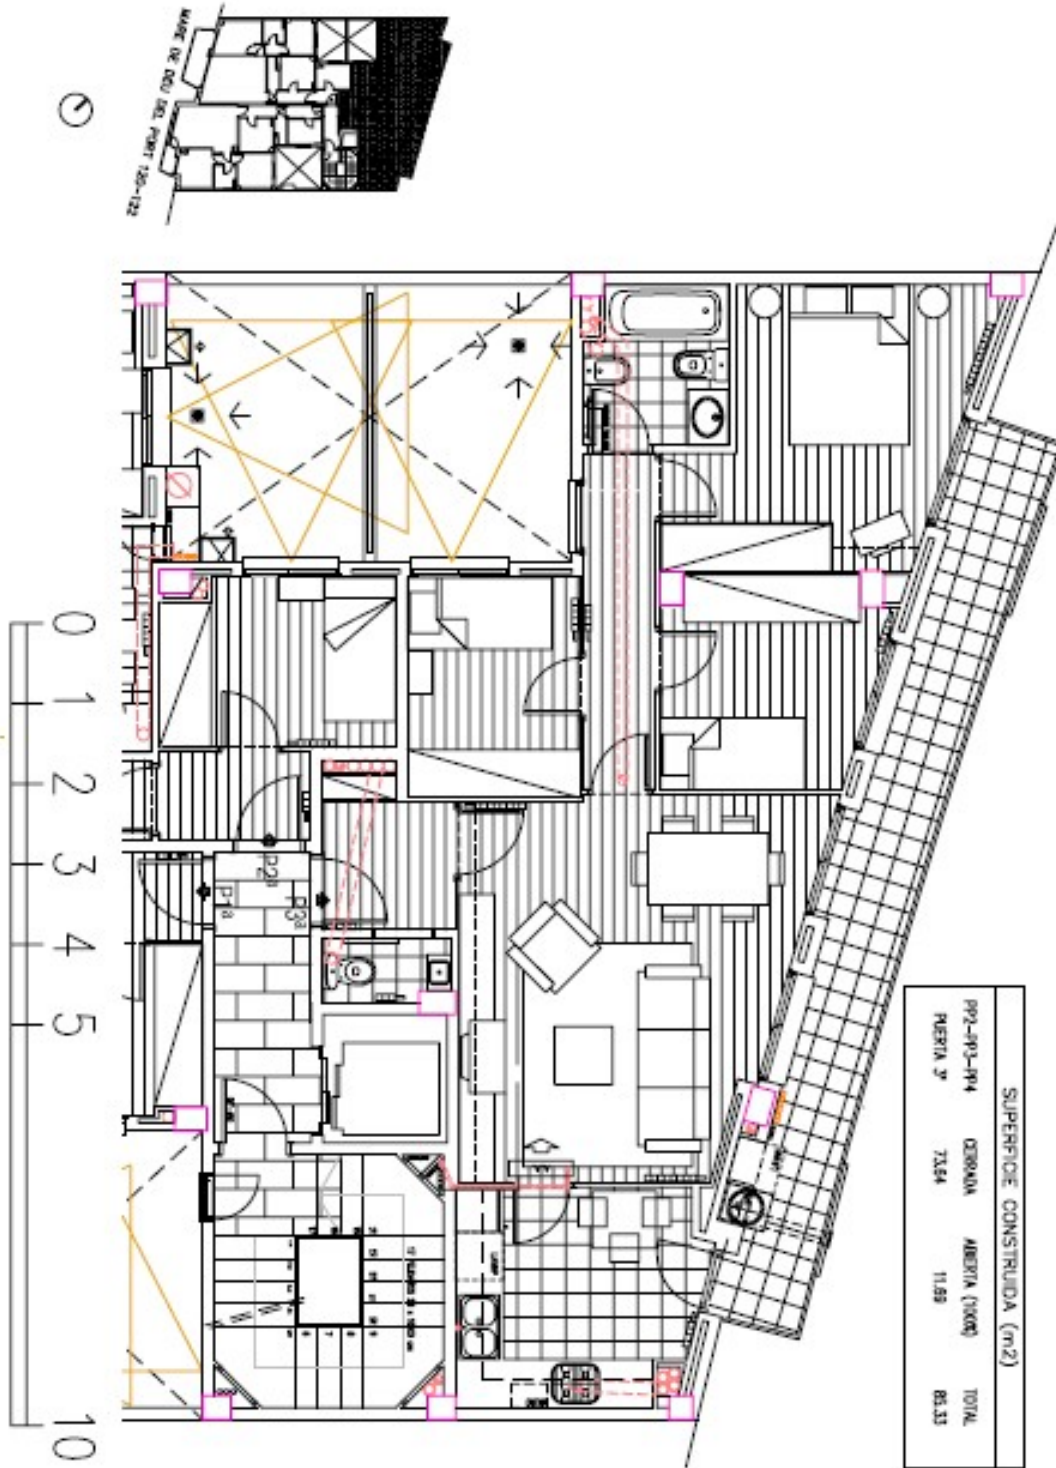 MARE DE DEU DEL PORT 120-122
SUPERFICIE CONSTRUIDA (m2)
PP2-PP3-PP4 CERRADA ABIERTA (100%) TOTAL
PUERTA 3ª 73.64 11.69 85.33
P2ª
P1ª
P3ª
0 1 2 3 4 5 10